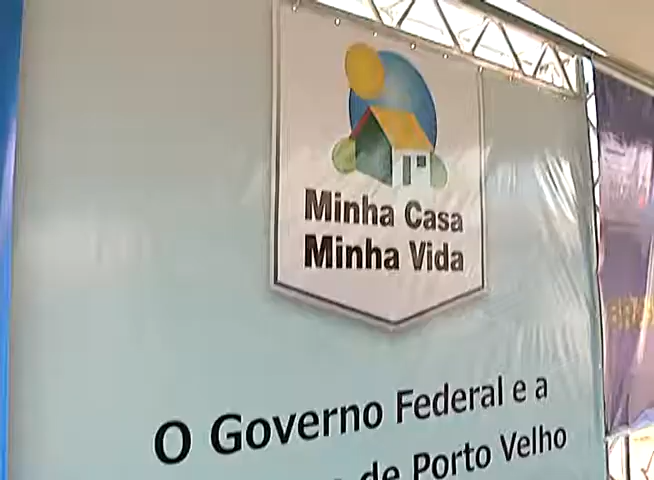 Minha Casa
Minha Vida
O Governo Federal e a
de Porto Velho